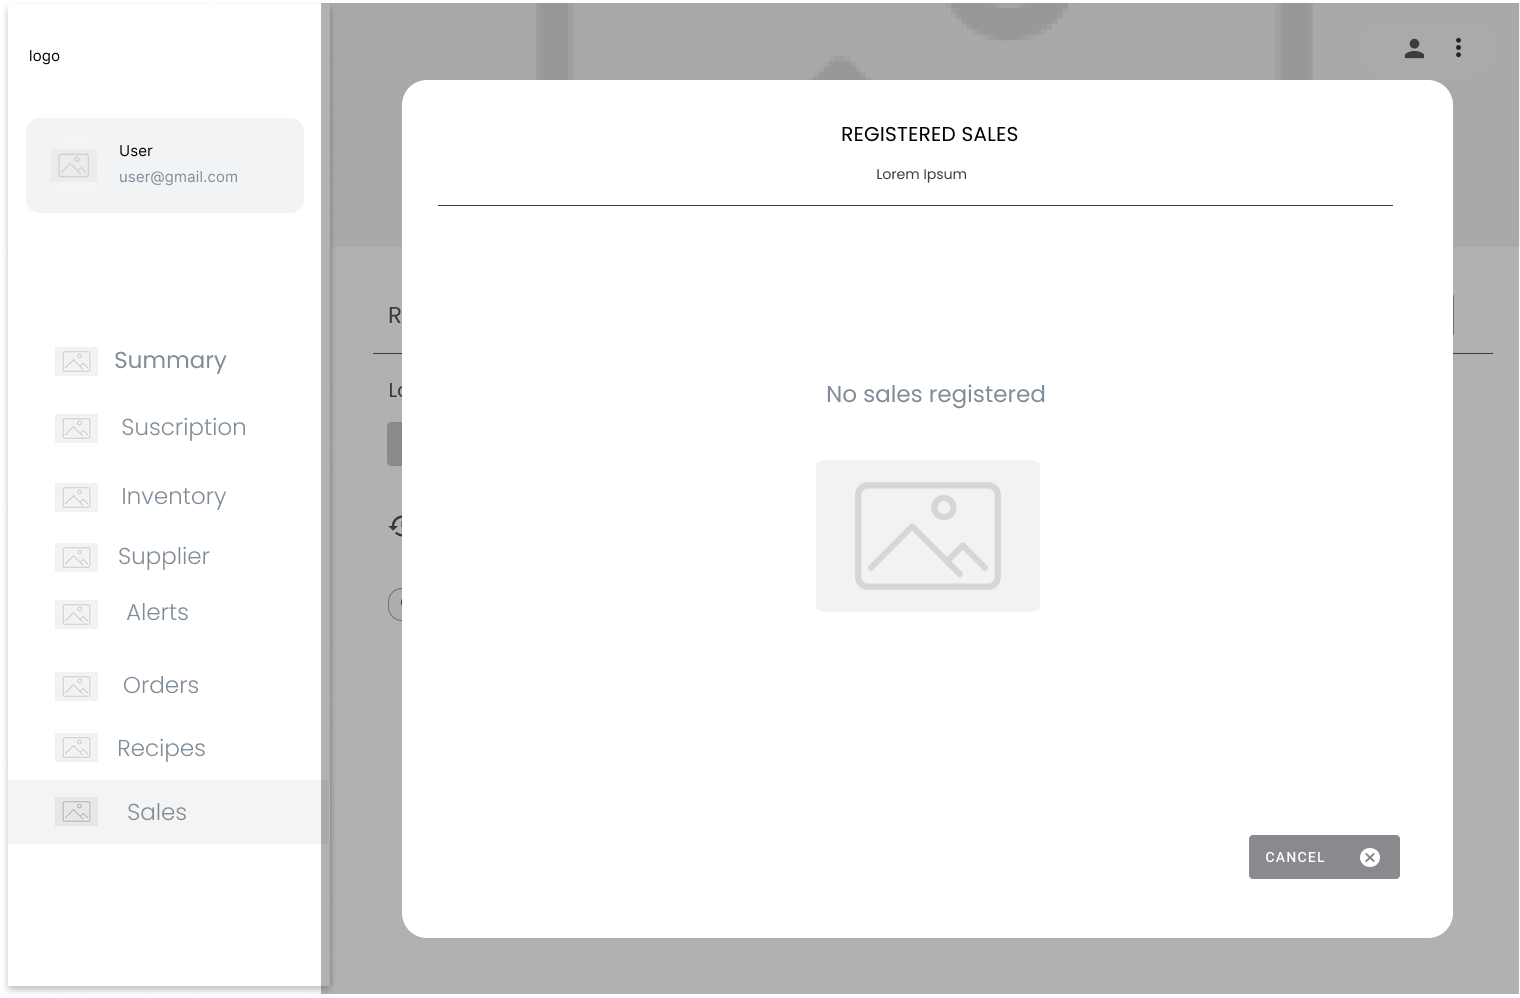 logo
User
user@gmail.com
Summary
Suscription
Inventory
Supplier
Alerts
Orders
Recipes
Sales
REGISTERED SALES
Lorem Ipsum
No sales registered
CANCEL